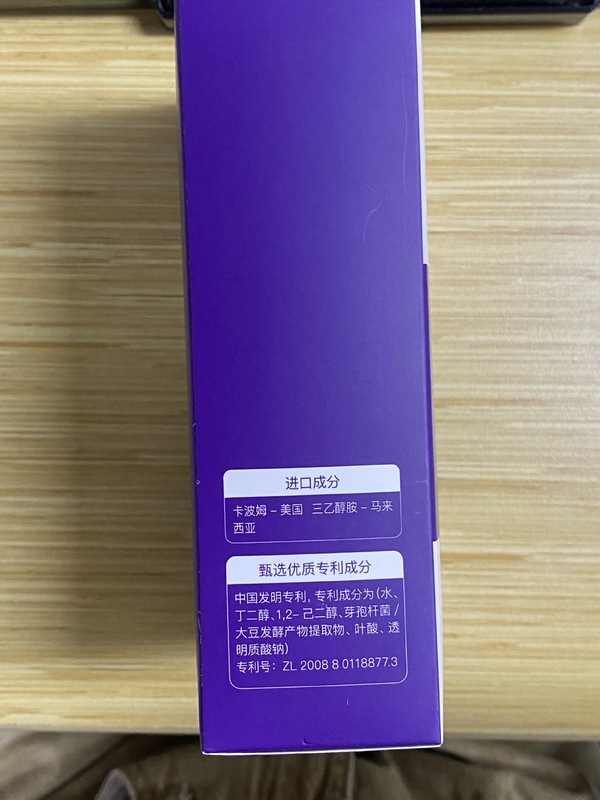 进口成分
卡波姆 – 美国 三乙醇胺 – 马来
西亚
甄选优质专利成分
中国发明专利，专利成分为（水、
丁二醇、1,2– 己二醇、芽孢杆菌 /
大豆发酵产物提取物、叶酸、透
明质酸钠）
专利号：ZL 2008 8 0118877.3